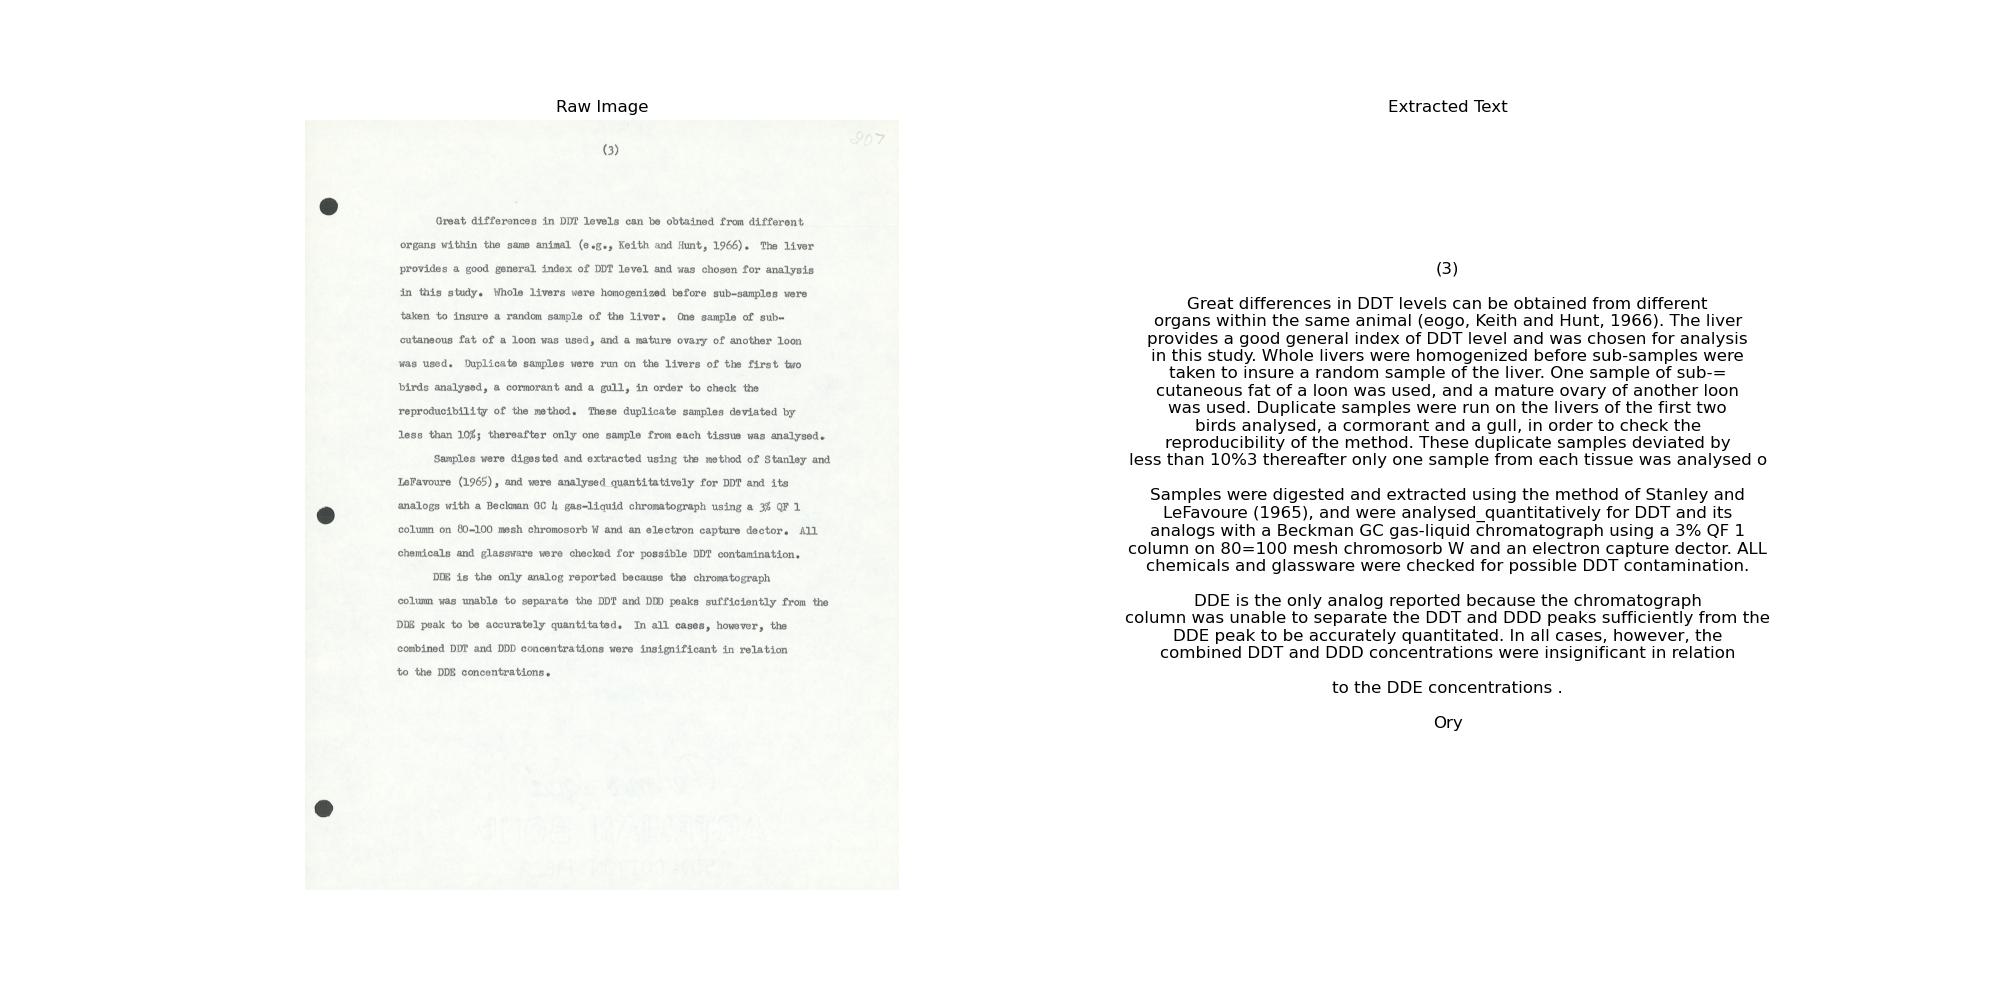 Raw Image
807
(3)
Great differences in DDT levels can be obtained from different
organs within the same animal (e.g., Keith and Hunt, 1966). The liver
provides a good general index of DDT level and was chosen for analysis
in this study. Whole livers were homogenized before sub-samples were
taken to insure a random sample of the liver. One sample of sub-
cutaneous fat of a loon was used, and a mature ovary of another loon
was used. Duplicate samples were run on the livers of the first two
birds analysed, a cormorant and a gull, in order to check the
reproducibility of the method. These duplicate samples deviated by
less than 10%; thereafter only one sample from each tissue was analysed.
Samples were digested and extracted using the method of Stanley and
LeFavoure (1965), and were analysed_quantitatively for DDT and its
analogs with a Beckman GC 4 gas-liquid chromatograph using a 3% QF 1
column on 80-100 mesh chromosorb W and an electron capture dector. All
chemicals and glassware were checked for possible DDT contamination.
DDE is the only analog reported because the chromatograph
column was unable to separate the DDT and DDD peaks sufficiently from the
DDE peak to be accurately quantitated. In all cases, however, the
combined DDT and DDD concentrations were insignificant in relation
to the DDE concentrations.
Extracted Text
(3)
Great differences in DDT levels can be obtained from different
organs within the same animal (eogo, Keith and Hunt, 1966). The liver
provides a good general index of DDT level and was chosen for analysis
in this study. Whole livers were homogenized before sub-samples were
taken to insure a random sample of the liver. One sample of sub-=
cutaneous fat of a loon was used, and a mature ovary of another loon
was used. Duplicate samples were run on the livers of the first two
birds analysed, a cormorant and a gull, in order to check the
reproducibility of the method. These duplicate samples deviated by
less than 10%3 thereafter only one sample from each tissue was analysed o
Samples were digested and extracted using the method of Stanley and
LeFavoure (1965), and were analysed_quantitatively for DDT and its
analogs with a Beckman GC gas-liquid chromatograph using a 3% QF 1
column on 80=100 mesh chromosorb W and an electron capture dector. ALL
chemicals and glassware were checked for possible DDT contamination.
DDE is the only analog reported because the chromatograph
column was unable to separate the DDT and DDD peaks sufficiently from the
DDE peak to be accurately quantitated. In all cases, however, the
combined DDT and DDD concentrations were insignificant in relation
to the DDE concentrations .
Ory